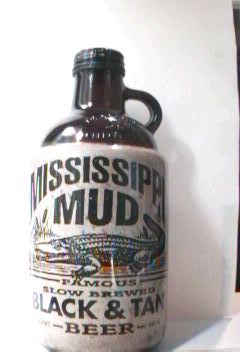 MISSISSIPPI
MUD
FAMOUS
SLOW BREWED
BLACK & TAN
BEER